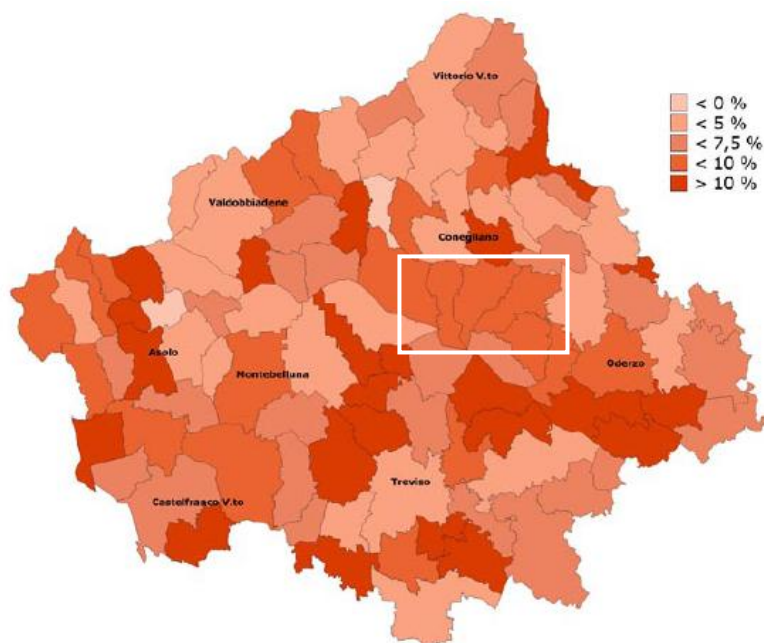 Vittorio V.to
< 0 %
< 5 %
< 7,5 %
< 10 %
> 10 %
Valdobbiadene
Conegliano
Asolo
Montebelluna
Oderzo
Treviso
Castelfranco V.to